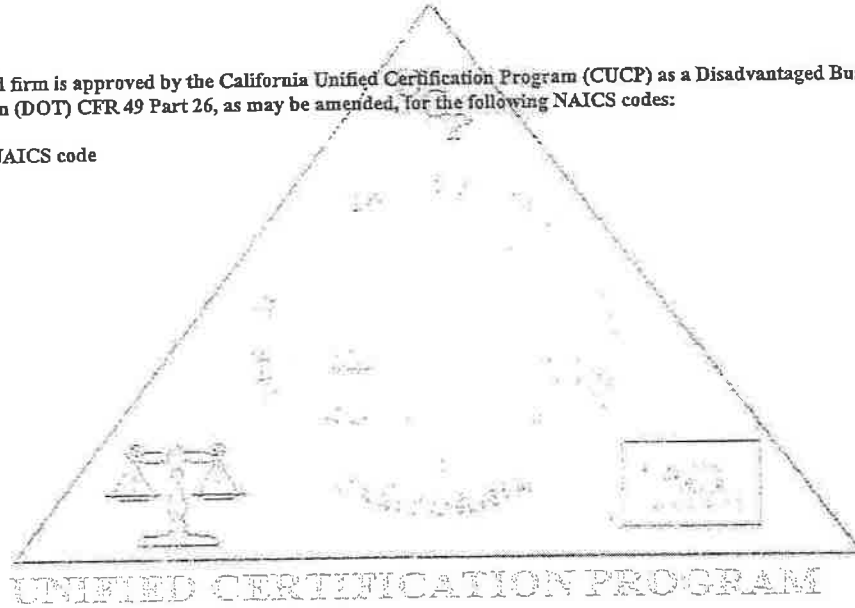 l firm is approved by the California Unified Certification Program (CUCP) as a Disadvantaged Bu
n (DOT) CFR 49 Part 26, as may be amended, for the following NAICS codes:
NAICS code
UNIFIED CERTIFICATION PROGRAM